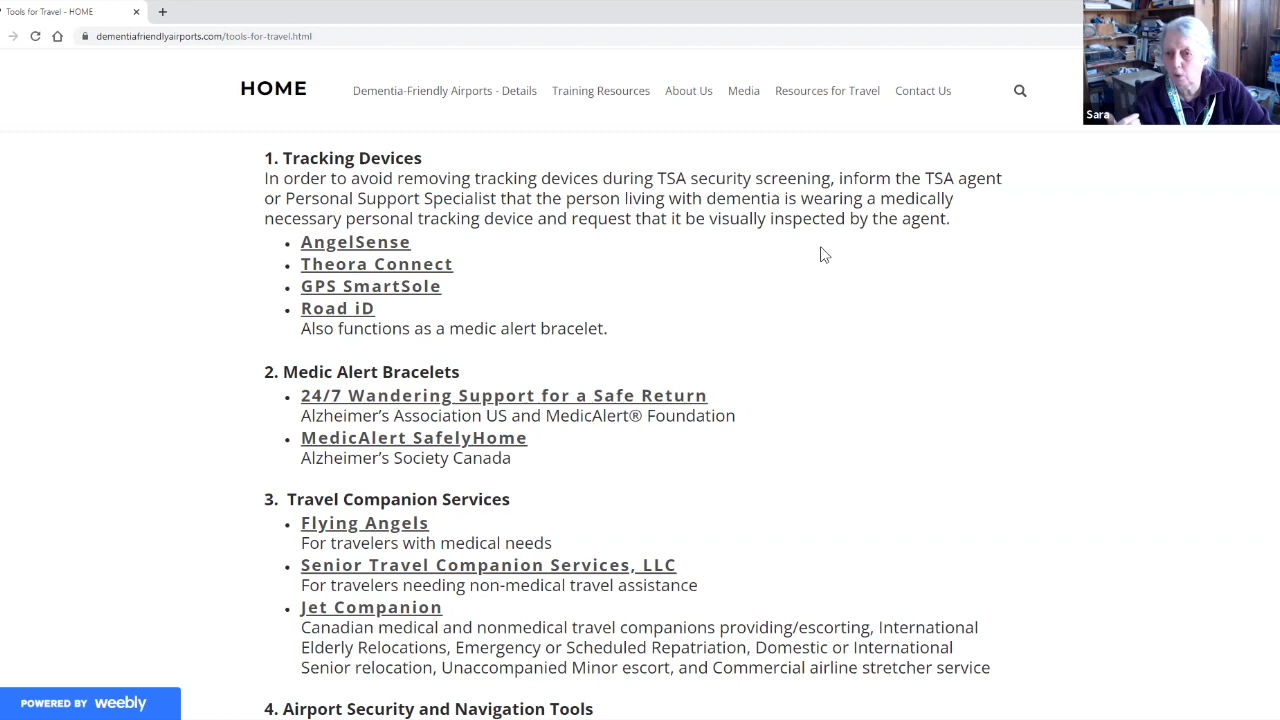 Tools for Travel - HOME
dementiafriendlyairports.com/tools-for-travel.html
HOME
Dementia-Friendly Airports - Details Training Resources About Us Media Resources for Travel Contact Us
Sara
1. Tracking Devices
In order to avoid removing tracking devices during TSA security screening, inform the TSA agent
or Personal Support Specialist that the person living with dementia is wearing a medically
necessary personal tracking device and request that it be visually inspected by the agent.
• AngelSense
• Theora Connect
• GPS SmartSole
• Road iD
Also functions as a medic alert bracelet.
2. Medic Alert Bracelets
• 24/7 Wandering Support for a Safe Return
Alzheimer’s Association US and MedicAlert® Foundation
• MedicAlert SafelyHome
Alzheimer’s Society Canada
3. Travel Companion Services
• Flying Angels
For travelers with medical needs
• Senior Travel Companion Services, LLC
For travelers needing non-medical travel assistance
• Jet Companion
Canadian medical and nonmedical travel companions providing/escorting, International
Elderly Relocations, Emergency or Scheduled Repatriation, Domestic or International
Senior relocation, Unaccompanied Minor escort, and Commercial airline stretcher service
4. Airport Security and Navigation Tools
POWERED BY weebly